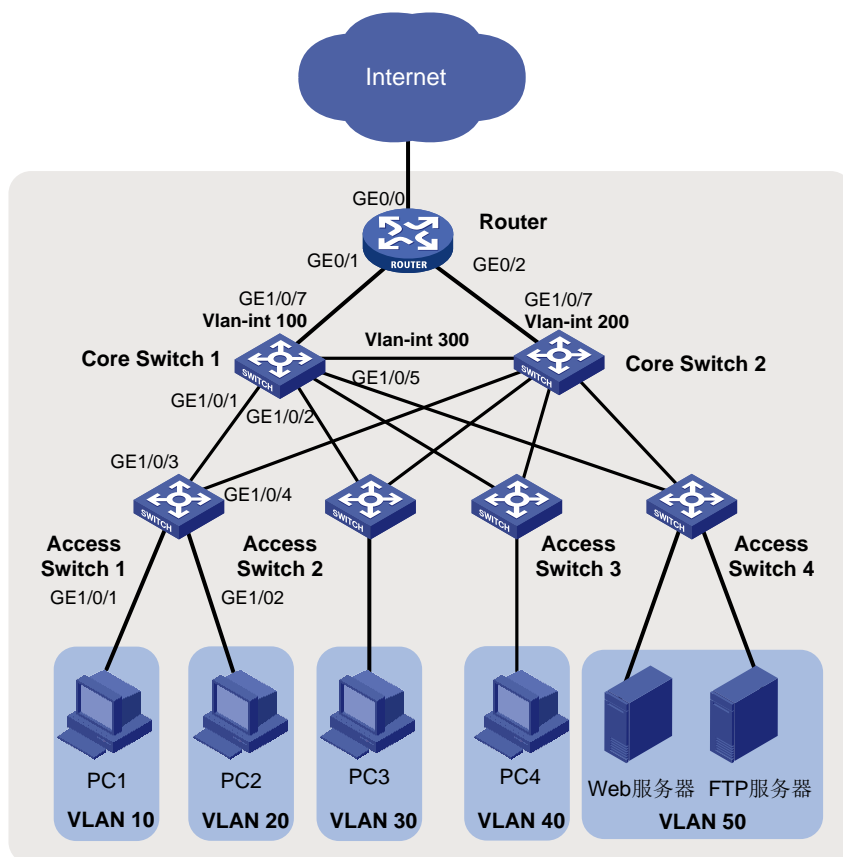 Internet
GE0/0
Router
ROUTER
GE0/1
GE0/2
GE1/0/7
Vlan-int 100
GE1/0/7
Vlan-int 200
Vlan-int 300
Core Switch 1
SWITCH
GE1/0/5
SWITCH
Core Switch 2
GE1/0/1
GE1/0/2
GE1/0/3
GE1/0/4
SWITCH
SWITCH
SWITCH
SWITCH
Access
Switch 1
Access
Switch 2
Access
Switch 3
Access
Switch 4
GE1/0/1
GE1/02
PC1
VLAN 10
PC2
VLAN 20
PC3
VLAN 30
PC4
VLAN 40
Web服务器
FTP服务器
VLAN 50